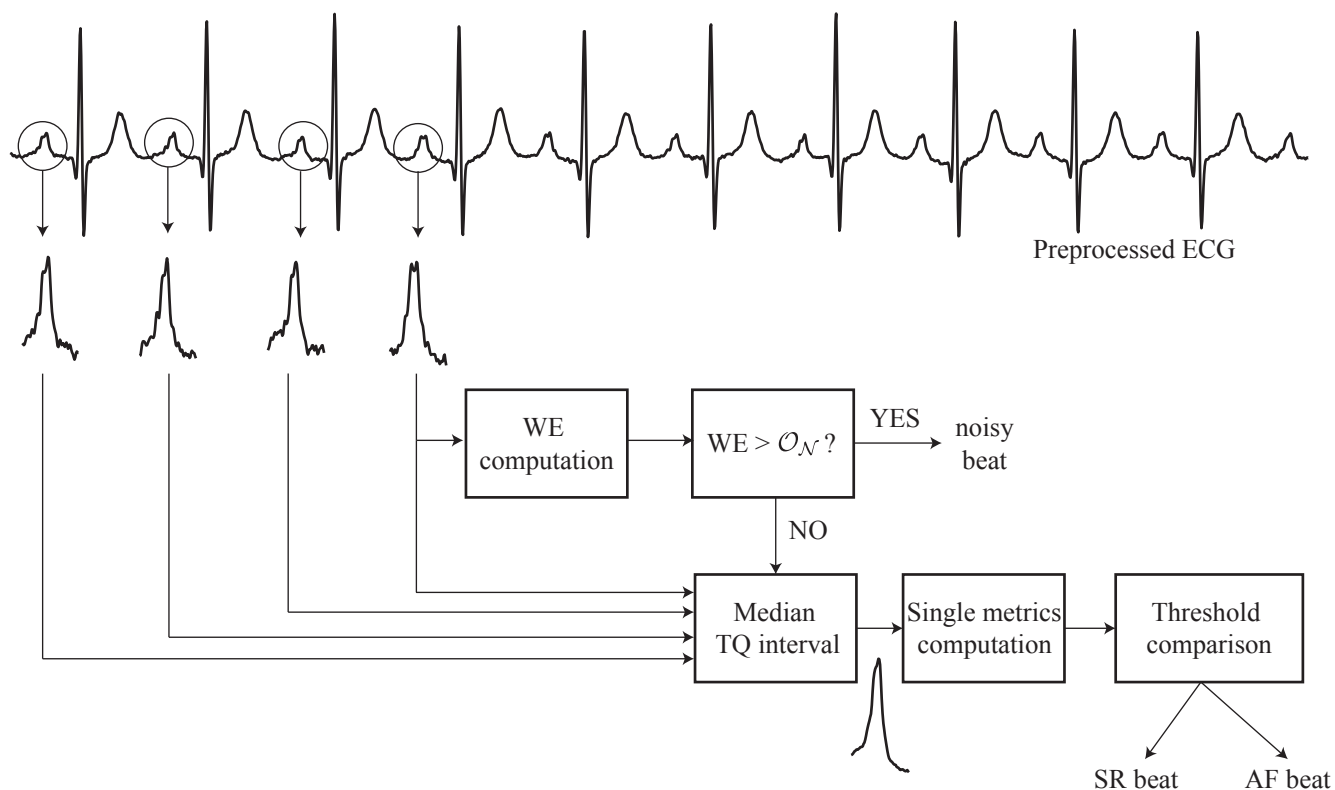 Preprocessed ECG
WE
computation
WE > 𝒪𝒩 ?
YES
noisy
beat
NO
Median
TQ interval
Single metrics
computation
Threshold
comparison
SR beat
AF beat